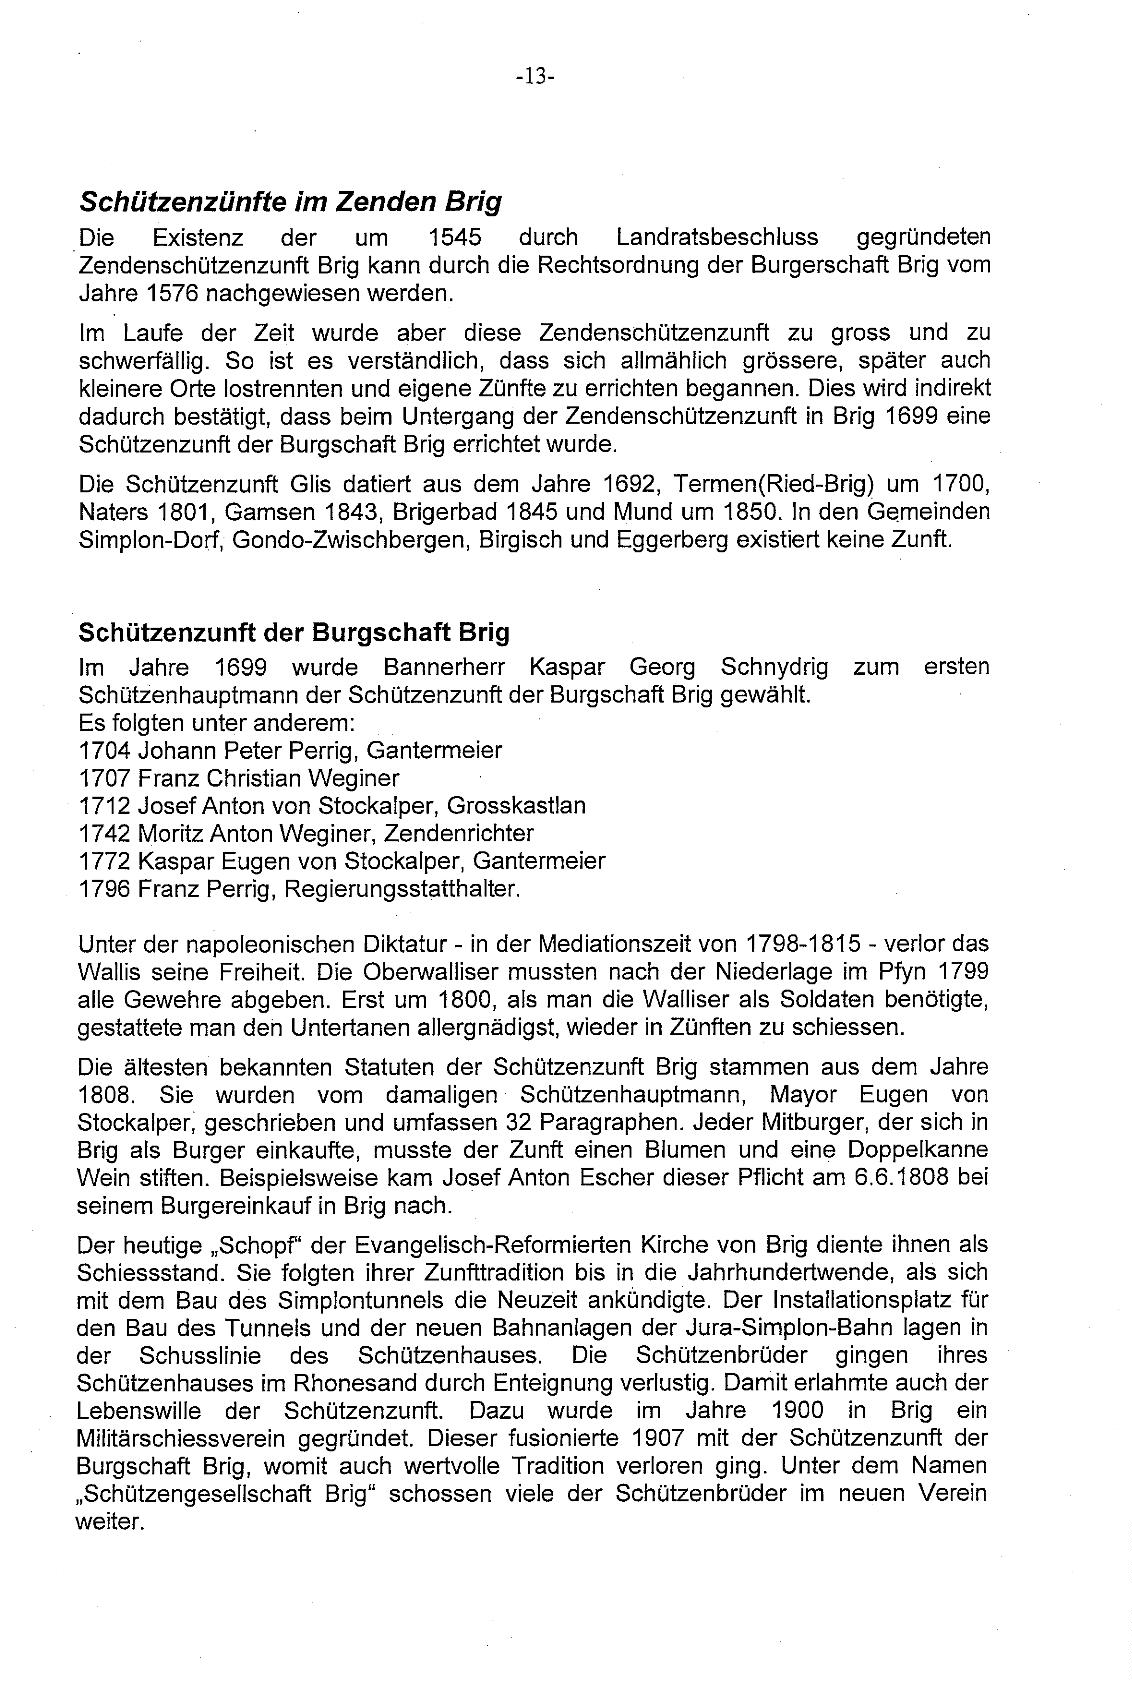 -13-
Schützenzünfte im Zenden Brig
Die Existenz der um 1545 durch Landratsbeschluss gegründeten
Zendenschützenzunft Brig kann durch die Rechtsordnung der Burgerschaft Brig vom
Jahre 1576 nachgewiesen werden.
Im Laufe der Zeit wurde aber diese Zendenschützenzunft zu gross und zu
schwerfällig. So ist es verständlich, dass sich allmählich grössere, später auch
kleinere Orte lostrennten und eigene Zünfte zu errichten begannen. Dies wird indirekt
dadurch bestätigt, dass beim Untergang der Zendenschützenzunft in Brig 1699 eine
Schützenzunft der Burgschaft Brig errichtet wurde.
Die Schützenzunft Glis datiert aus dem Jahre 1692, Termen(Ried-Brig) um 1700,
Naters 1801, Gamsen 1843, Brigerbad 1845 und Mund um 1850. In den Gemeinden
Simplon-Dorf, Gondo-Zwischbergen, Birgisch und Eggerberg existiert keine Zunft.
Schützenzunft der Burgschaft Brig
Im Jahre 1699 wurde Bannerherr Kaspar Georg Schnydrig zum ersten
Schützenhauptmann der Schützenzunft der Burgschaft Brig gewählt.
Es folgten unter anderem:
1704 Johann Peter Perrig, Gantermeier
1707 Franz Christian Weginer
1712 Josef Anton von Stockalper, Grosskastlan
1742 Moritz Anton Weginer, Zendenrichter
1772 Kaspar Eugen von Stockalper, Gantermeier
1796 Franz Perrig, Regierungsstatthalter.
Unter der napoleonischen Diktatur - in der Mediationszeit von 1798-1815 - verlor das
Wallis seine Freiheit. Die Oberwalliser mussten nach der Niederlage im Pfyn 1799
alle Gewehre abgeben. Erst um 1800, als man die Walliser als Soldaten benötigte,
gestattete man den Untertanen allergnädigst, wieder in Zünften zu schiessen.
Die ältesten bekannten Statuten der Schützenzunft Brig stammen aus dem Jahre
1808. Sie wurden vom damaligen Schützenhauptmann, Mayor Eugen von
Stockalper, geschrieben und umfassen 32 Paragraphen. Jeder Mitburger, der sich in
Brig als Burger einkaufte, musste der Zunft einen Blumen und eine Doppelkanne
Wein stiften. Beispielsweise kam Josef Anton Escher dieser Pflicht am 6.6.1808 bei
seinem Burgereinkauf in Brig nach.
Der heutige „Schopf“ der Evangelisch-Reformierten Kirche von Brig diente ihnen als
Schiessstand. Sie folgten ihrer Zunfttradition bis in die Jahrhundertwende, als sich
mit dem Bau des Simplontunnels die Neuzeit ankündigte. Der Installationsplatz für
den Bau des Tunnels und der neuen Bahnanlagen der Jura-Simplon-Bahn lagen in
der Schusslinie des Schützenhauses. Die Schützenbrüder gingen ihres
Schützenhauses im Rhonesand durch Enteignung verlustig. Damit erlahmte auch der
Lebenswille der Schützenzunft. Dazu wurde im Jahre 1900 in Brig ein
Militärschiessverein gegründet. Dieser fusionierte 1907 mit der Schützenzunft der
Burgschaft Brig, womit auch wertvolle Tradition verloren ging. Unter dem Namen
„Schützengesellschaft Brig“ schossen viele der Schützenbrüder im neuen Verein
weiter.